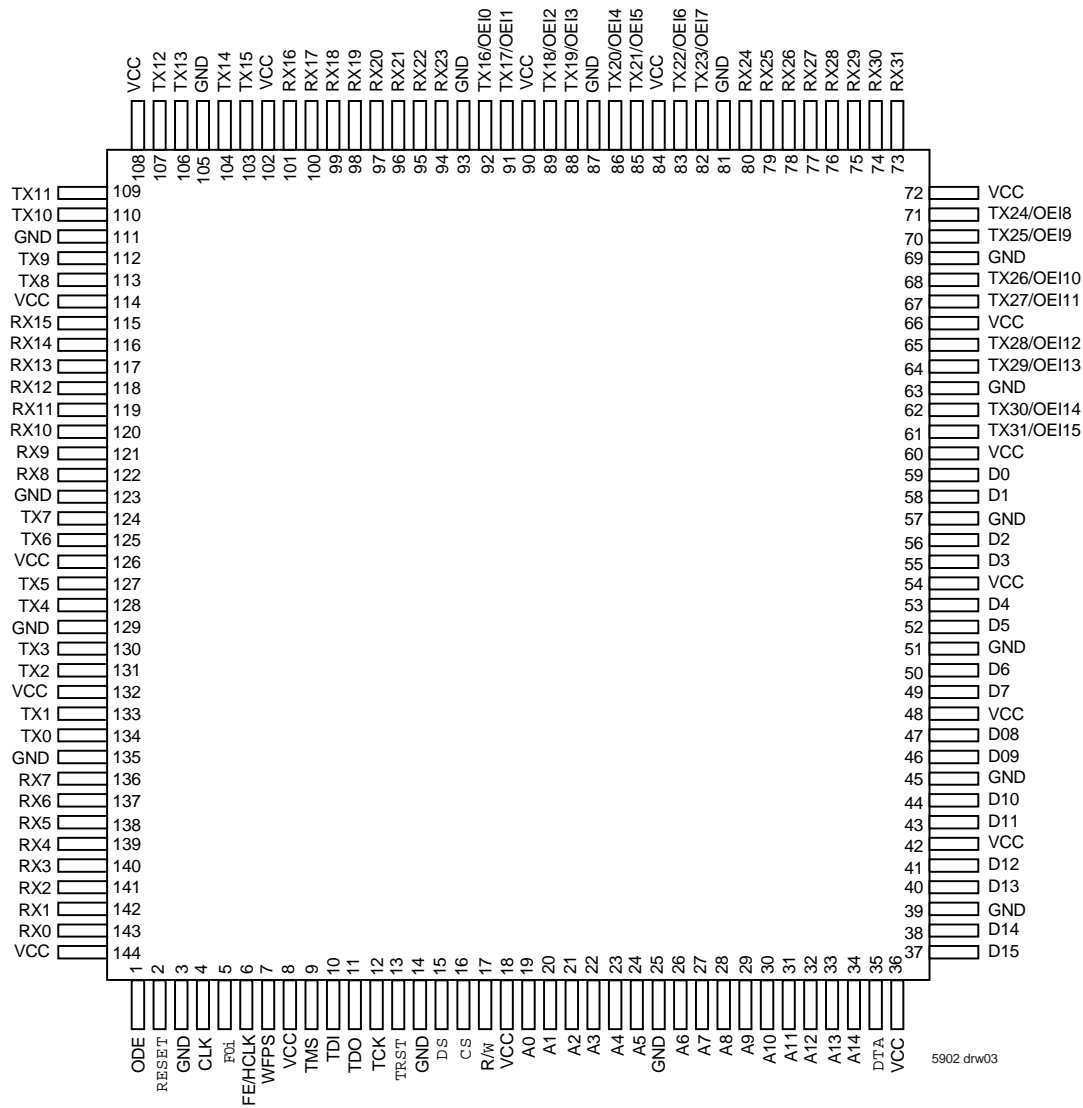 VCC
TX12
TX13
GND
TX14
TX15
VCC
RX16
RX17
RX18
RX19
RX20
RX21
RX22
RX23
GND
TX16/OEI0
TX17/OEI1
VCC
TX18/OEI2
TX19/OEI3
GND
TX20/OEI4
TX21/OEI5
VCC
TX22/OEI6
TX23/OEI7
GND
RX24
RX25
RX26
RX27
RX28
RX29
RX30
RX31
108
107
106
105
104
103
102
101
100
99
98
97
96
95
94
93
92
91
90
89
88
87
86
85
84
83
82
81
80
79
78
77
76
75
74
73
TX11 109
TX10 110
GND 111
TX9 112
TX8 113
VCC 114
RX15 115
RX14 116
RX13 117
RX12 118
RX11 119
RX10 120
RX9 121
RX8 122
GND 123
TX7 124
TX6 125
VCC 126
TX5 127
TX4 128
GND 129
TX3 130
TX2 131
VCC 132
TX1 133
TX0 134
GND 135
RX7 136
RX6 137
RX5 138
RX4 139
RX3 140
RX2 141
RX1 142
RX0 143
VCC 144
72 VCC
71 TX24/OEI8
70 TX25/OEI9
69 GND
68 TX26/OEI10
67 TX27/OEI11
66 VCC
65 TX28/OEI12
64 TX29/OEI13
63 GND
62 TX30/OEI14
61 TX31/OEI15
60 VCC
59 D0
58 D1
57 GND
56 D2
55 D3
54 VCC
53 D4
52 D5
51 GND
50 D6
49 D7
48 VCC
47 D08
46 D09
45 GND
44 D10
43 D11
42 VCC
41 D12
40 D13
39 GND
38 D14
37 D15
1
2
3
4
5
6
7
8
9
10
11
12
13
14
15
16
17
18
19
20
21
22
23
24
25
26
27
28
29
30
31
32
33
34
35
36
ODE
RESET
GND
CLK
F0i
FE/HCLK
WFPS
VCC
TMS
TDI
TDO
TCK
TRST
GND
DS
CS
R/W
VCC
A0
A1
A2
A3
A4
A5
GND
A6
A7
A8
A9
A10
A11
A12
A13
A14
DTA
VCC
5902 drw03